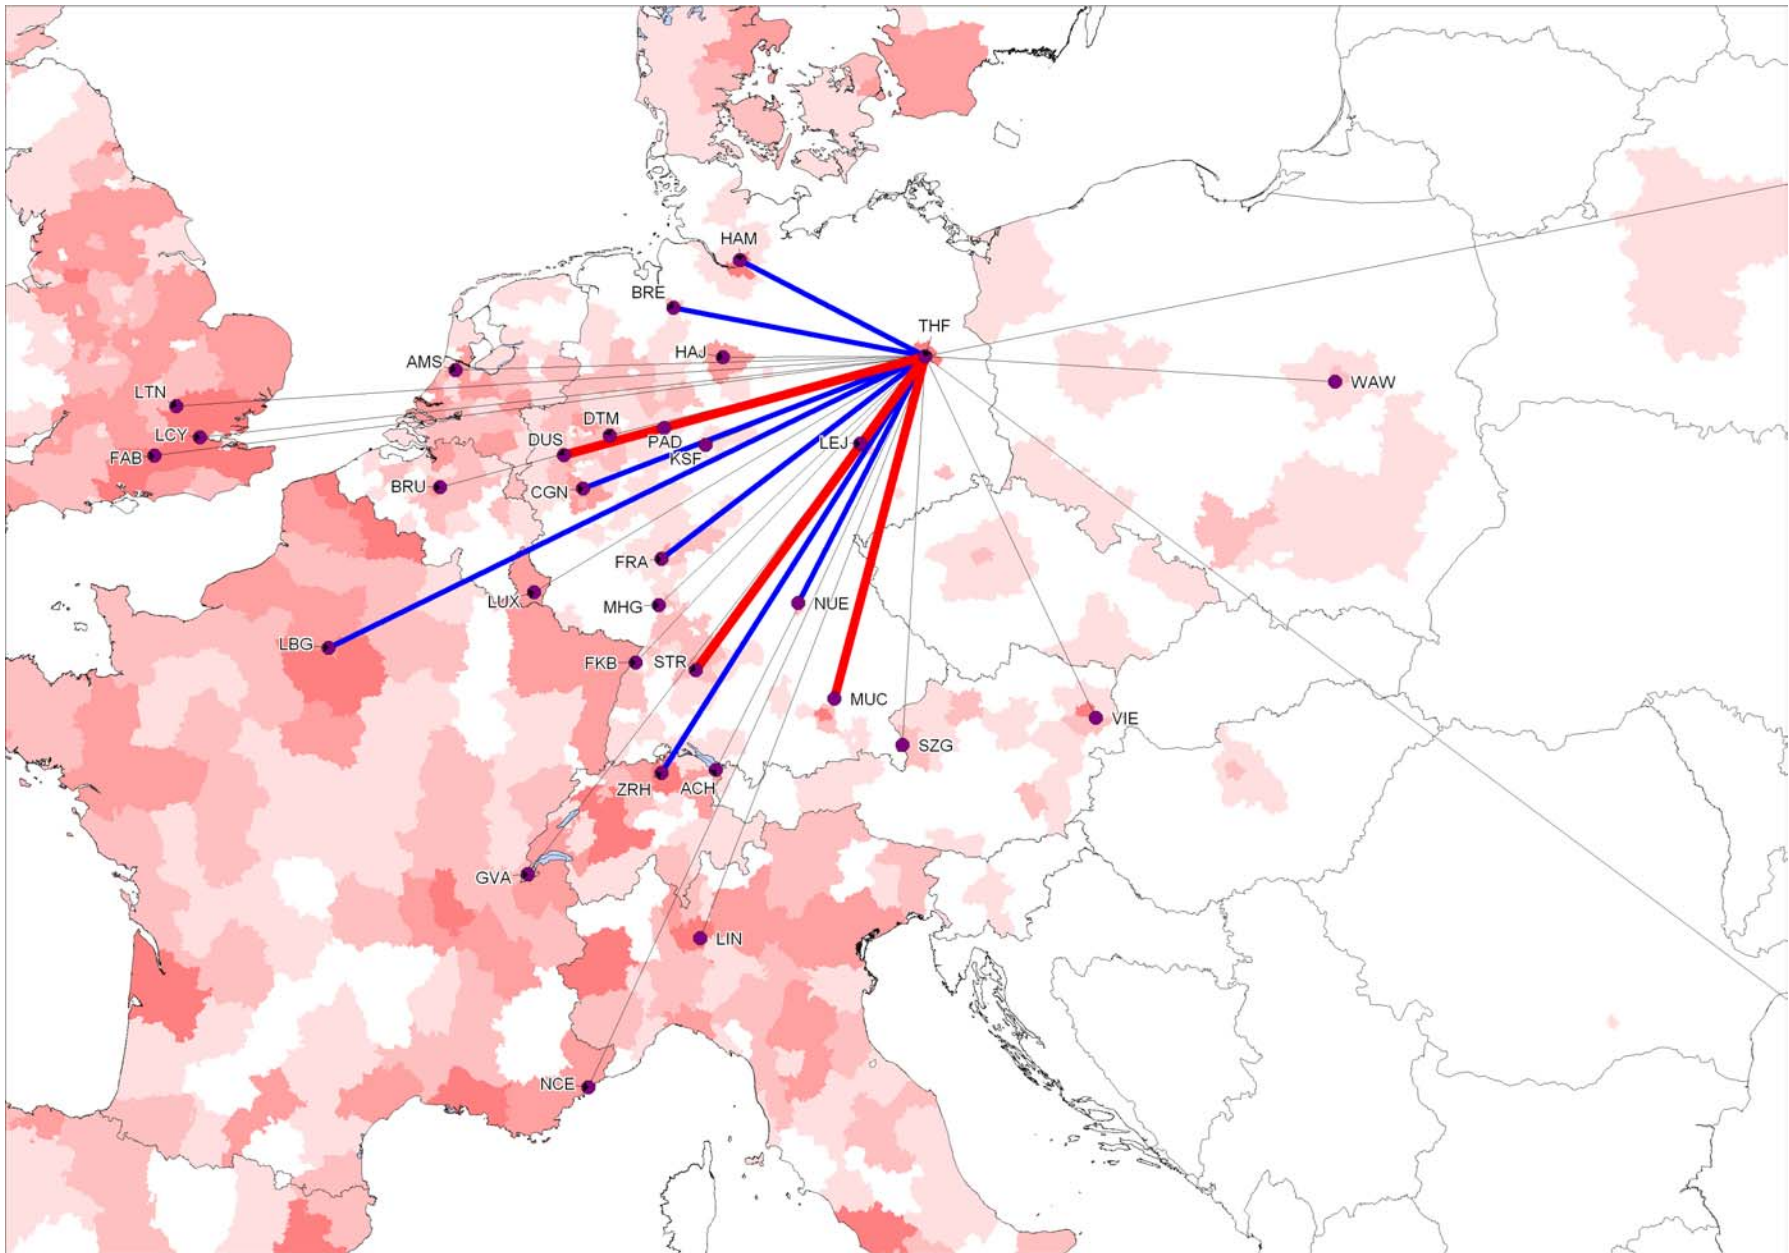 HAM
BRE
THF
HAJ
AMS
WAW
LTN
DTM
LCY
DUS
PAD
LEJ
FAB
KSF
BRU
CGN
FRA
LUX
MHG
NUE
LBG
FKB
STR
MUC
VIE
SZG
ZRH
ACH
GVA
LIN
NCE